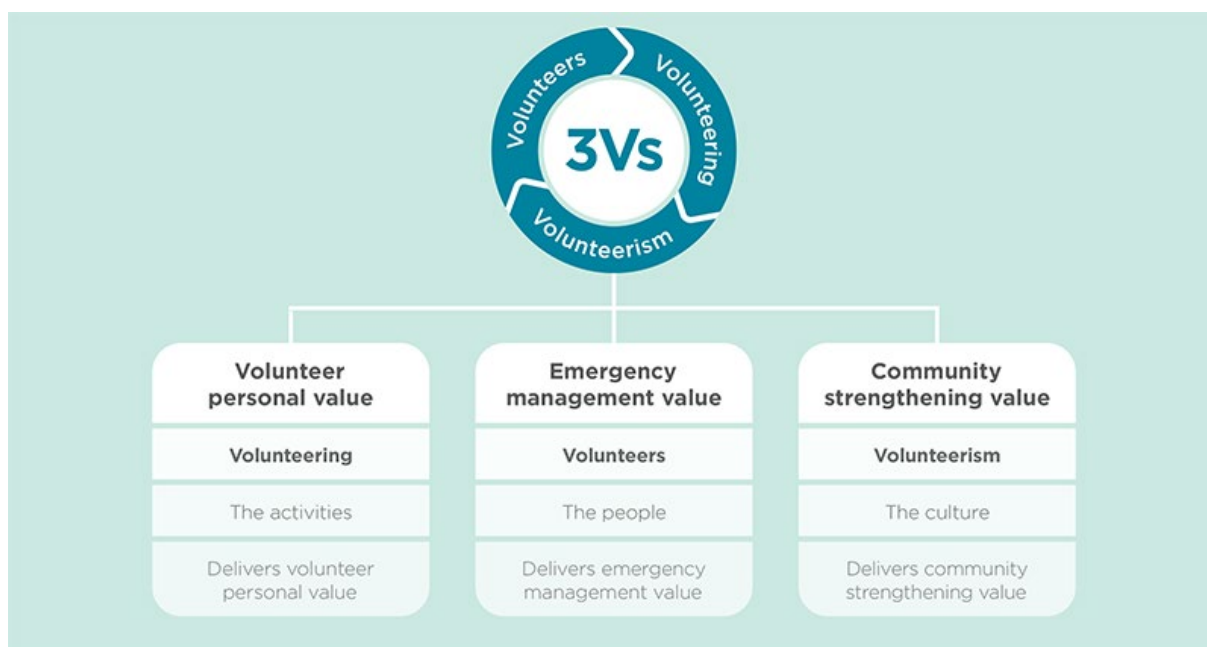 Volunteers
Volunteering
3Vs
Volunteerism
Volunteer
personal value
Volunteering
The activities
Delivers volunteer
personal value
Emergency
management value
Volunteers
The people
Delivers emergency
management value
Community
strengthening value
Volunteerism
The culture
Delivers community
strengthening value